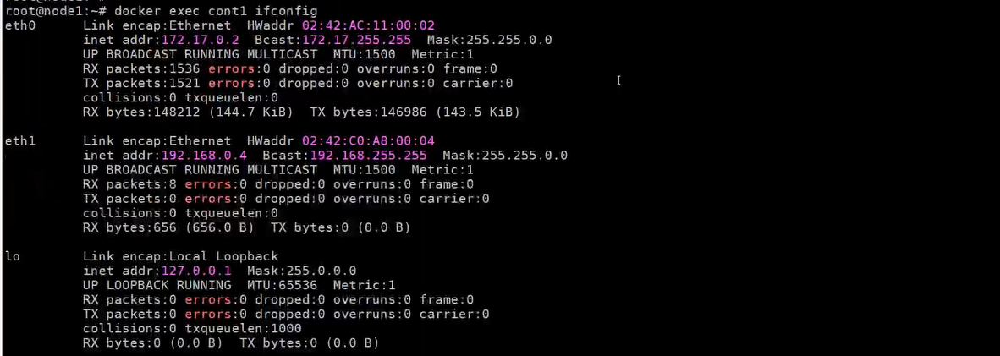 root@node1:~# docker exec cont1 ifconfig
eth0      Link encap:Ethernet  HWaddr 02:42:AC:11:00:02
          inet addr:172.17.0.2  Bcast:172.17.255.255  Mask:255.255.0.0
          UP BROADCAST RUNNING MULTICAST  MTU:1500  Metric:1
          RX packets:1536 errors:0 dropped:0 overruns:0 frame:0
          TX packets:1521 errors:0 dropped:0 overruns:0 carrier:0
          collisions:0 txqueuelen:0
          RX bytes:148212 (144.7 KiB)  TX bytes:146986 (143.5 KiB)
eth1      Link encap:Ethernet  HWaddr 02:42:C0:A8:00:04
          inet addr:192.168.0.4  Bcast:192.168.255.255  Mask:255.255.0.0
          UP BROADCAST RUNNING MULTICAST  MTU:1500  Metric:1
          RX packets:8 errors:0 dropped:0 overruns:0 frame:0
          TX packets:0 errors:0 dropped:0 overruns:0 carrier:0
          collisions:0 txqueuelen:0
          RX bytes:656 (656.0 B)  TX bytes:0 (0.0 B)
lo        Link encap:Local Loopback
          inet addr:127.0.0.1  Mask:255.0.0.0
          UP LOOPBACK RUNNING  MTU:65536  Metric:1
          RX packets:0 errors:0 dropped:0 overruns:0 frame:0
          TX packets:0 errors:0 dropped:0 overruns:0 carrier:0
          collisions:0 txqueuelen:1000
          RX bytes:0 (0.0 B)  TX bytes:0 (0.0 B)